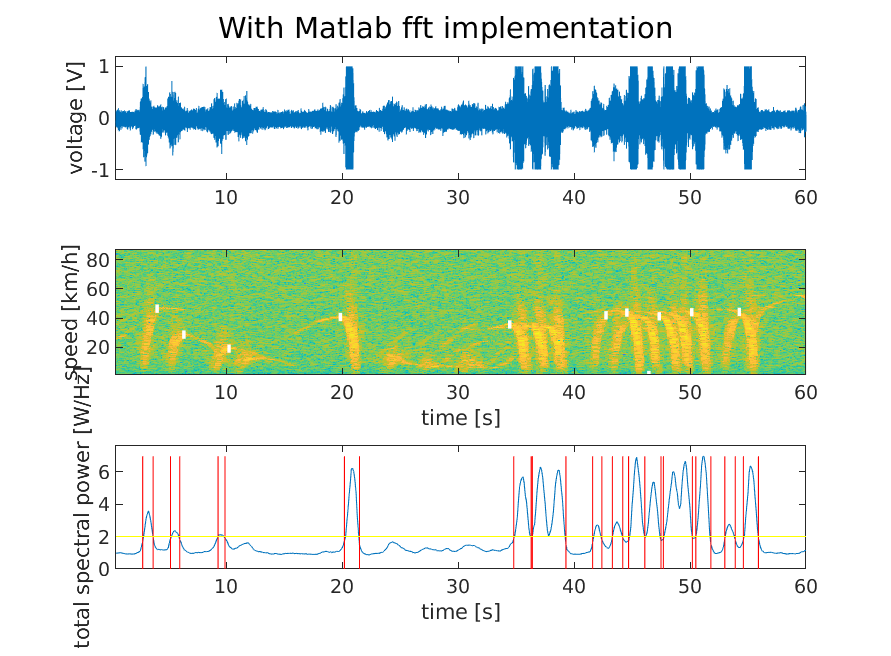 With Matlab fft implementation
voltage [V]
1
0
-1
10 20 30 40 50 60
speed [km/h]
80
60
40
20
10 20 30 40 50 60
time [s]
total spectral power [W/Hz]
6
4
2
0
10 20 30 40 50 60
time [s]